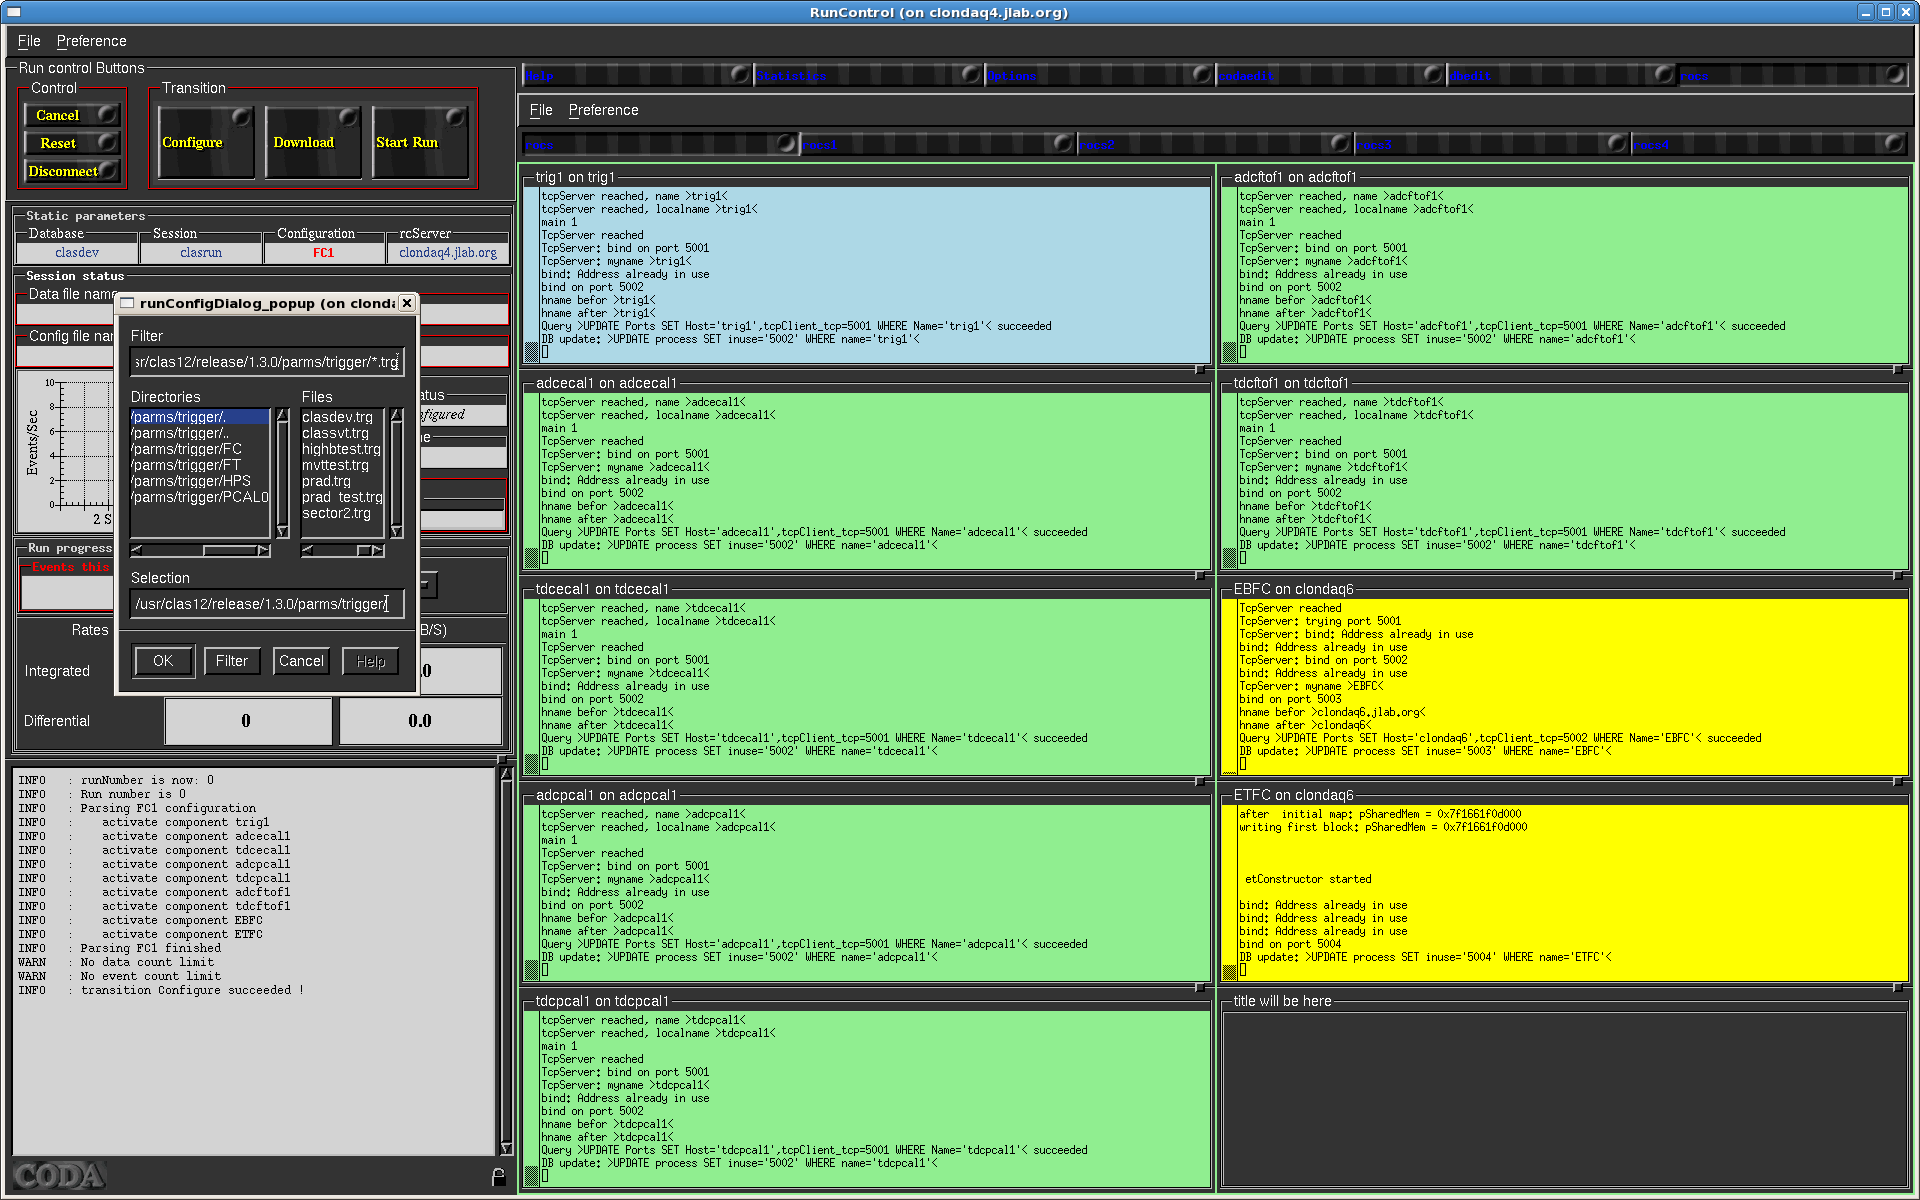 RunControl (on clondaq4.jlab.org)
File Preference
Run control Buttons
Control
Cancel
Reset
Disconnect
Transition
Configure
Download
Start Run
Static parameters
Database
Session
Configuration
rcServer
clasdev
clasrun
FC1
clondaq4.jlab.org
Session status
Data file name
Config file nar
runConfigDialog_popup (on clond
Filter
sr/clas12/release/1.3.0/parms/trigger/*.trg
Directories
/parms/trigger/.
/parms/trigger/..
/parms/trigger/FC
/parms/trigger/FT
/parms/trigger/HPS
/parms/trigger/PCAL0
Files
clasdev.trg
classvt.trg
highbtest.trg
mvttest.trg
prad.trg
prad_test.trg
sector2.trg
Selection
/usr/clas12/release/1.3.0/parms/trigger/
OK
Filter
Cancel
Help
atus
figured
ne
Events/Sec
10
8
6
4
2
0
2 S
Run progress
Events this
Rates
B/S)
Integrated
.0
Differential
0
0.0
INFO : runNumber is now: 0
INFO : Run number is 0
INFO : Parsing FC1 configuration
INFO : activate component trig1
INFO : activate component adcecal1
INFO : activate component tdcecal1
INFO : activate component adcpcal1
INFO : activate component tdcpcal1
INFO : activate component adcftof1
INFO : activate component tdcftof1
INFO : activate component EBFC
INFO : activate component ETFC
INFO : Parsing FC1 finished
WARN : No data count limit
WARN : No event count limit
INFO : transition Configure succeeded !
CODA
Help
Statistics
Options
codaedit
dbedit
rocs
File Preference
rocs
rocs1
rocs2
rocs3
rocs4
trig1 on trig1
tcpServer reached, name >trig1<
tcpServer reached, localname >trig1<
main 1
TcpServer reached
TcpServer: bind on port 5001
TcpServer: myname >trig1<
bind: Address already in use
bind on port 5002
hname befor >trig1<
hname after >trig1<
Query >UPDATE Ports SET Host='trig1',tcpClient_tcp=5001 WHERE Name='trig1'< succeeded
DB update: >UPDATE process SET inuse='5002' WHERE name='trig1'<
adcecal1 on adcecal1
tcpServer reached, name >adcecal1<
tcpServer reached, localname >adcecal1<
main 1
TcpServer reached
TcpServer: bind on port 5001
TcpServer: myname >adcecal1<
bind: Address already in use
bind on port 5002
hname befor >adcecal1<
hname after >adcecal1<
Query >UPDATE Ports SET Host='adcecal1',tcpClient_tcp=5001 WHERE Name='adcecal1'< succeeded
DB update: >UPDATE process SET inuse='5002' WHERE name='adcecal1'<
tdcecal1 on tdcecal1
tcpServer reached, name >tdcecal1<
tcpServer reached, localname >tdcecal1<
main 1
TcpServer reached
TcpServer: bind on port 5001
TcpServer: myname >tdcecal1<
bind: Address already in use
bind on port 5002
hname befor >tdcecal1<
hname after >tdcecal1<
Query >UPDATE Ports SET Host='tdcecal1',tcpClient_tcp=5001 WHERE Name='tdcecal1'< succeeded
DB update: >UPDATE process SET inuse='5002' WHERE name='tdcecal1'<
adcpcal1 on adcpcal1
tcpServer reached, name >adcpcal1<
tcpServer reached, localname >adcpcal1<
main 1
TcpServer reached
TcpServer: bind on port 5001
TcpServer: myname >adcpcal1<
bind: Address already in use
bind on port 5002
hname befor >adcpcal1<
hname after >adcpcal1<
Query >UPDATE Ports SET Host='adcpcal1',tcpClient_tcp=5001 WHERE Name='adcpcal1'< succeeded
DB update: >UPDATE process SET inuse='5002' WHERE name='adcpcal1'<
tdcpcal1 on tdcpcal1
tcpServer reached, name >tdcpcal1<
tcpServer reached, localname >tdcpcal1<
main 1
TcpServer reached
TcpServer: bind on port 5001
TcpServer: myname >tdcpcal1<
bind: Address already in use
bind on port 5002
hname befor >tdcpcal1<
hname after >tdcpcal1<
Query >UPDATE Ports SET Host='tdcpcal1',tcpClient_tcp=5001 WHERE Name='tdcpcal1'< succeeded
DB update: >UPDATE process SET inuse='5002' WHERE name='tdcpcal1'<
adcftof1 on adcftof1
tcpServer reached, name >adcftof1<
tcpServer reached, localname >adcftof1<
main 1
TcpServer reached
TcpServer: bind on port 5001
TcpServer: myname >adcftof1<
bind: Address already in use
bind on port 5002
hname befor >adcftof1<
hname after >adcftof1<
Query >UPDATE Ports SET Host='adcftof1',tcpClient_tcp=5001 WHERE Name='adcftof1'< succeeded
DB update: >UPDATE process SET inuse='5002' WHERE name='adcftof1'<
tdcftof1 on tdcftof1
tcpServer reached, name >tdcftof1<
tcpServer reached, localname >tdcftof1<
main 1
TcpServer reached
TcpServer: bind on port 5001
TcpServer: myname >tdcftof1<
bind: Address already in use
bind on port 5002
hname befor >tdcftof1<
hname after >tdcftof1<
Query >UPDATE Ports SET Host='tdcftof1',tcpClient_tcp=5001 WHERE Name='tdcftof1'< succeeded
DB update: >UPDATE process SET inuse='5002' WHERE name='tdcftof1'<
EBFC on clondaq6
TcpServer reached
TcpServer: trying port 5001
TcpServer: bind: Address already in use
bind: Address already in use
TcpServer: bind on port 5002
bind: Address already in use
TcpServer: myname >EBFC<
bind on port 5003
hname befor >clondaq6.jlab.org<
hname after >clondaq6<
Query >UPDATE Ports SET Host='clondaq6',tcpClient_tcp=5002 WHERE Name='EBFC'< succeeded
DB update: >UPDATE process SET inuse='5003' WHERE name='EBFC'<
ETFC on clondaq6
after  initial map: pSharedMem = 0x7f1661f0d000
writing first block: pSharedMem = 0x7f1661f0d000
etConstructor started
bind: Address already in use
bind: Address already in use
bind: Address already in use
bind on port 5004
DB update: >UPDATE process SET inuse='5004' WHERE name='ETFC'<
title will be here